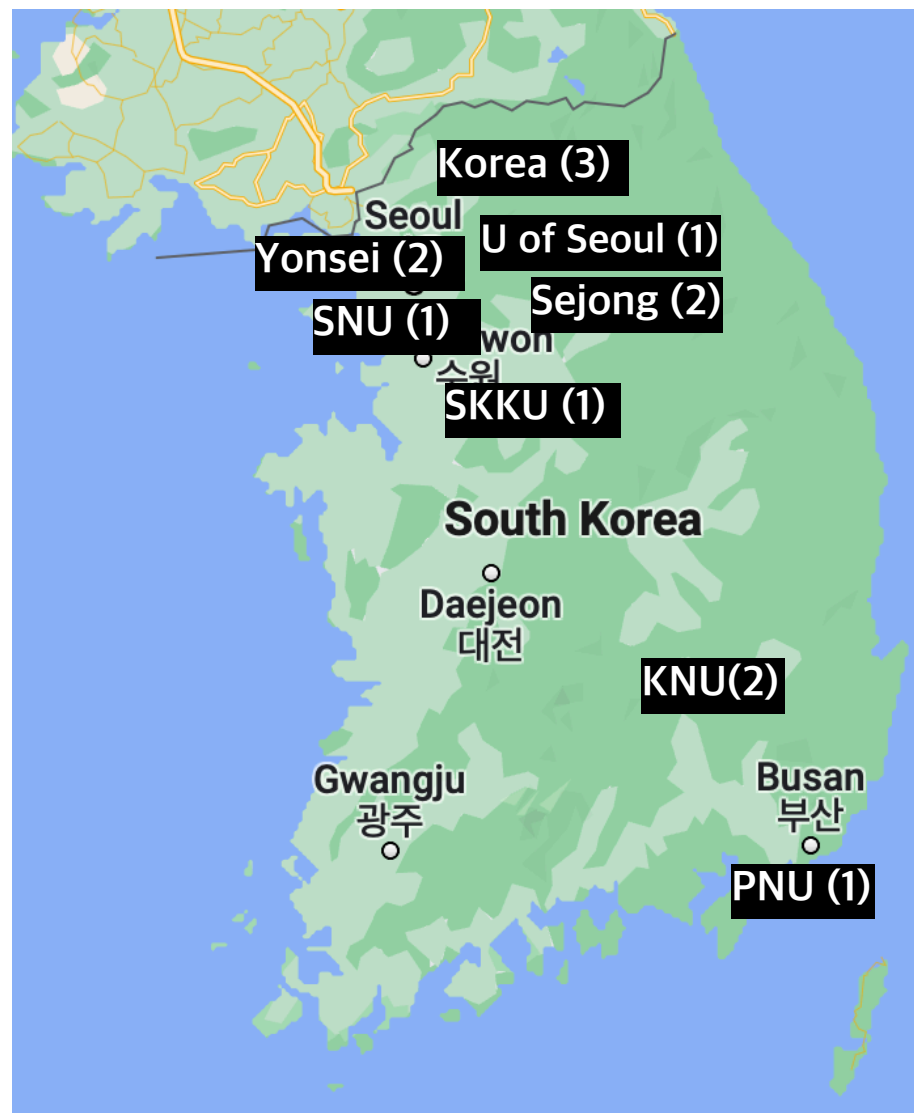 Korea (3)
Seoul
U of Seoul (1)
Yonsei (2)
Sejong (2)
SNU (1)
won
수원
SKKU (1)
South Korea
Daejeon
대전
KNU(2)
Gwangju
광주
Busan
부산
PNU (1)